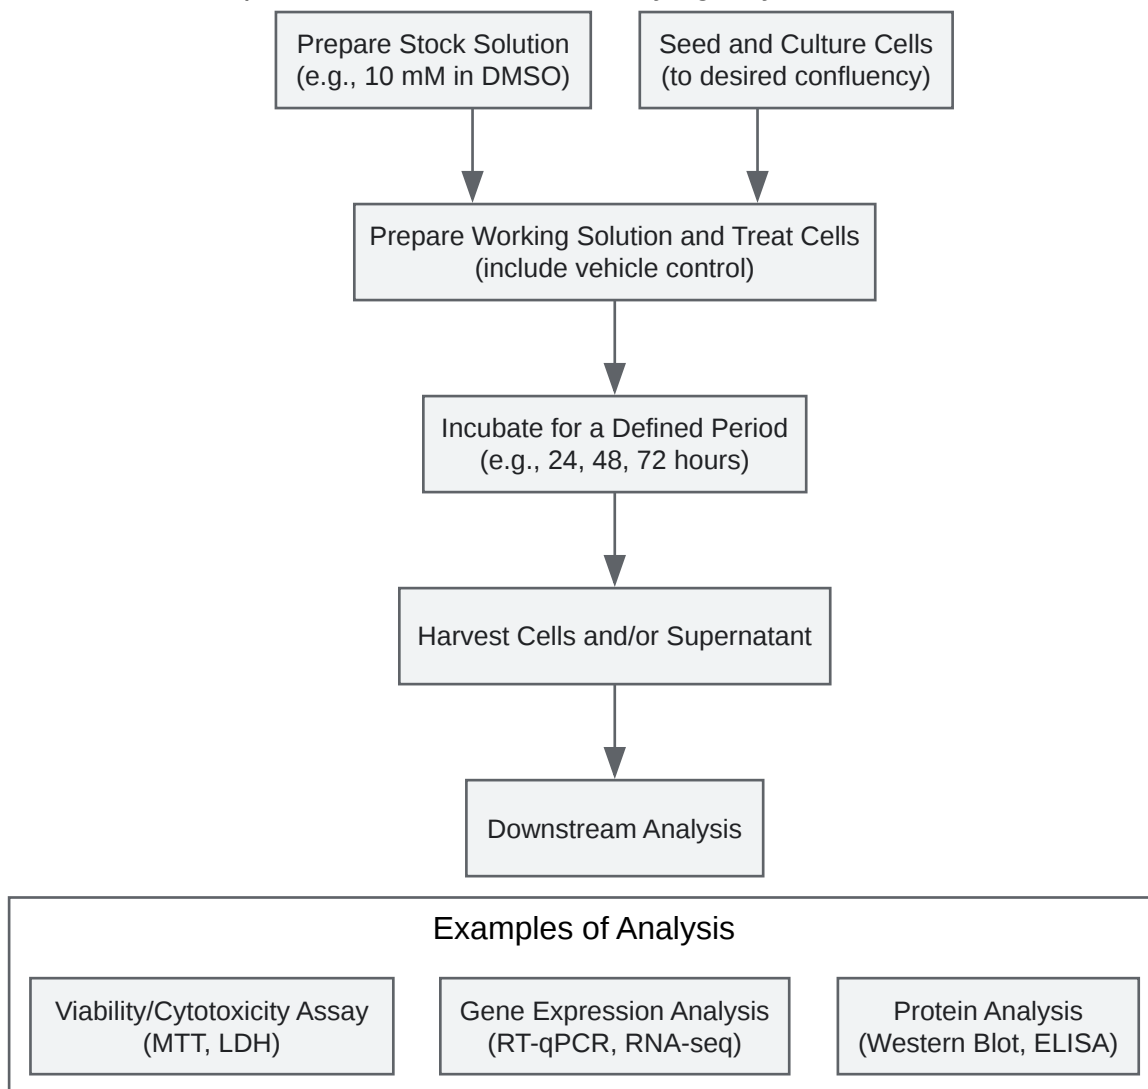 Prepare Stock Solution
(e.g., 10 mM in DMSO)
Seed and Culture Cells
(to desired confluency)
Prepare Working Solution and Treat Cells
(include vehicle control)
Incubate for a Defined Period
(e.g., 24, 48, 72 hours)
Harvest Cells and/or Supernatant
Downstream Analysis
Examples of Analysis
Viability/Cytotoxicity Assay
(MTT, LDH)
Gene Expression Analysis
(RT-qPCR, RNA-seq)
Protein Analysis
(Western Blot, ELISA)